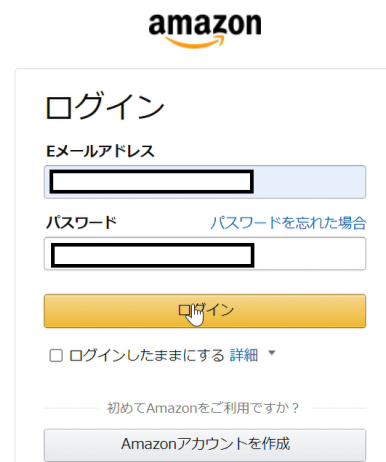 amazon
ログイン
Eメールアドレス
パスワード パスワードを忘れた場合
ログイン
ログインしたままにする 詳細
初めてAmazonをご利用ですか？
Amazonアカウントを作成